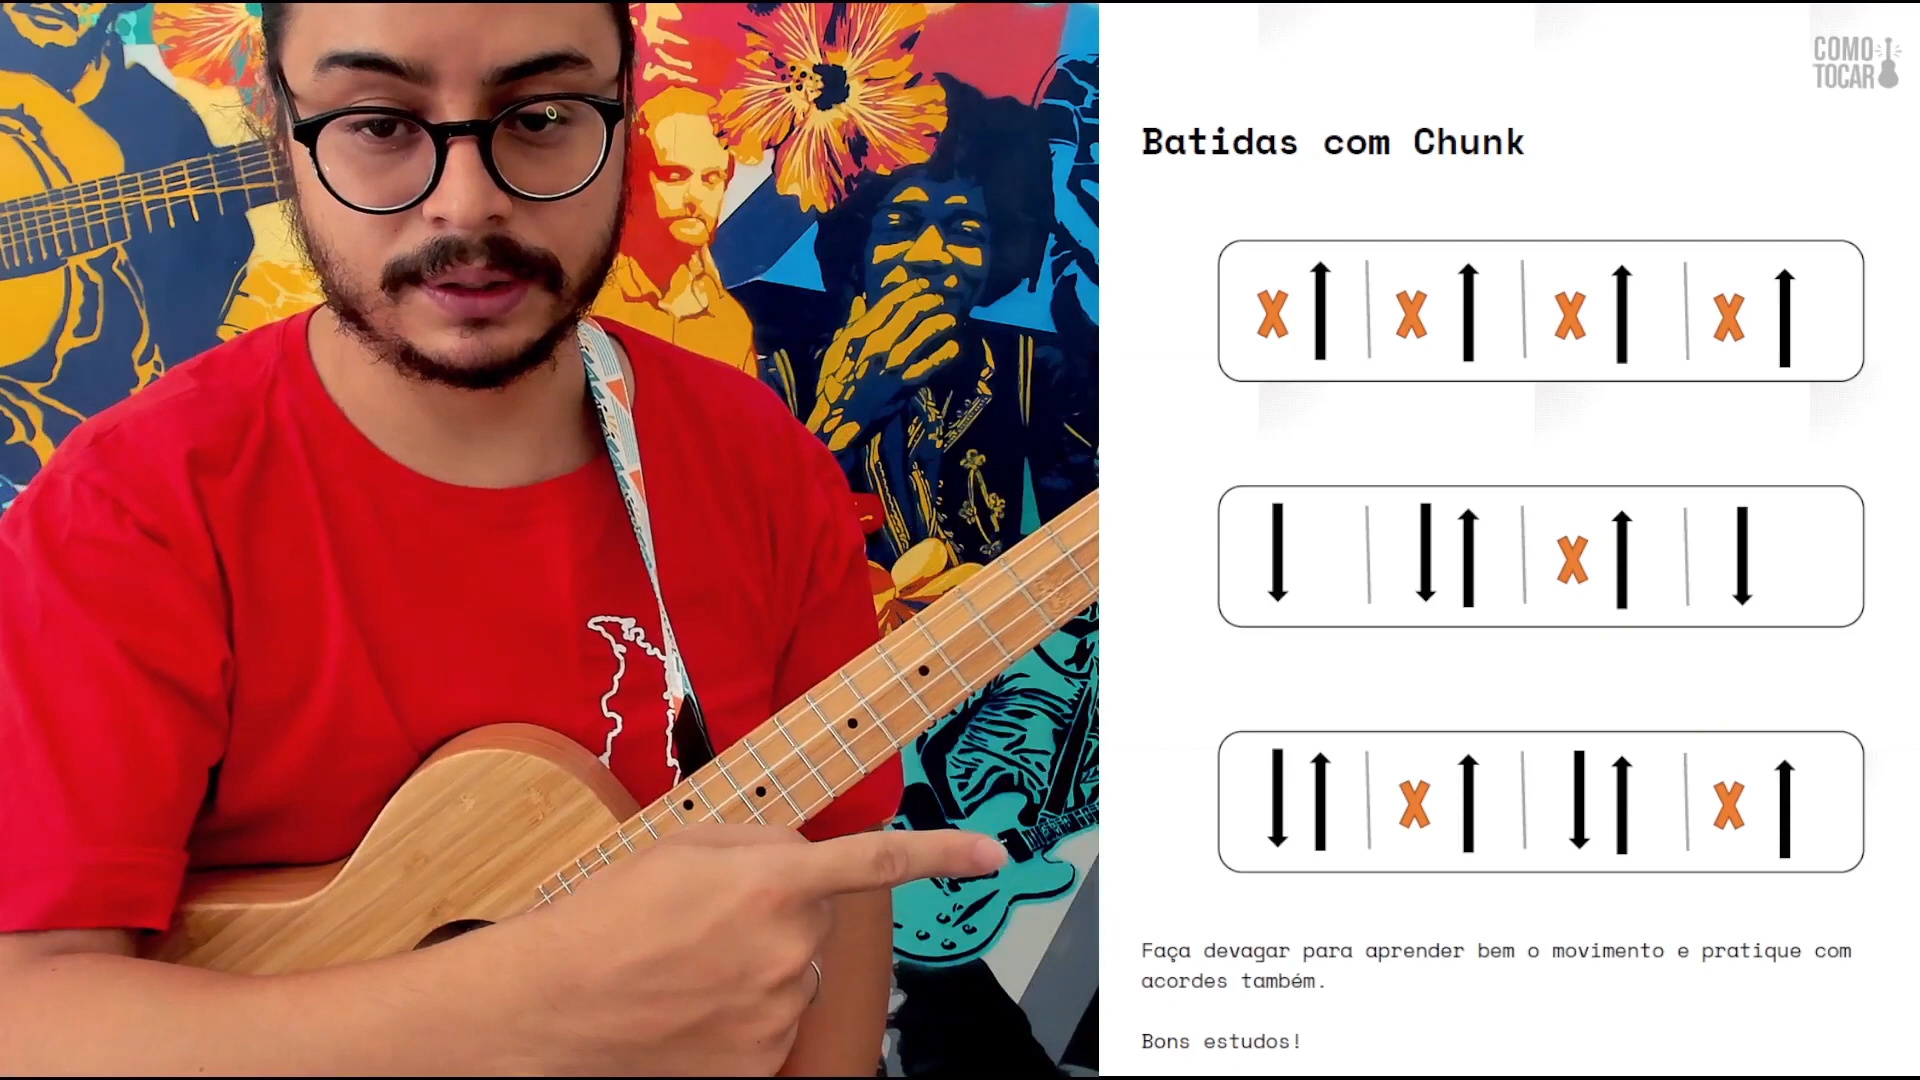 COMO
TOCAR
Batidas com Chunk
X X X X
X
X X
Faça devagar para aprender bem o movimento e pratique com
acordes também.
Bons estudos!